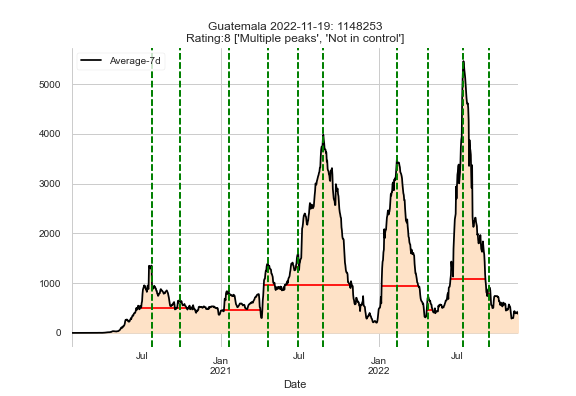 Guatemala 2022-11-19: 1148253
Rating:8 ['Multiple peaks', 'Not in control']
Average-7d
5000
4000
3000
2000
1000
0
Jul
Jan
2021
Jul
Jan
2022
Jul
Date